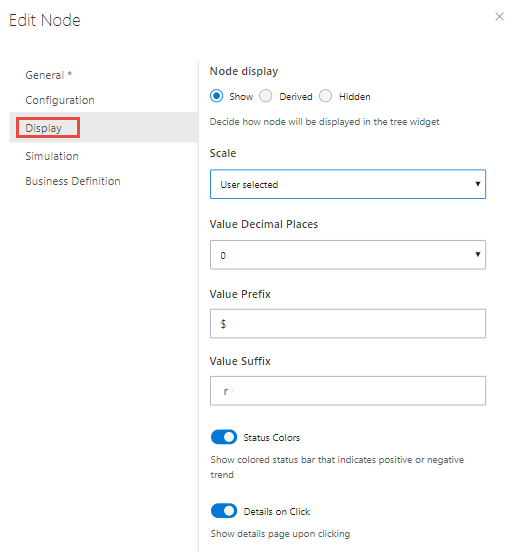 Edit Node
General *
Configuration
Display
Simulation
Business Definition
Node display
Show Derived Hidden
Decide how node will be displayed in the tree widget
Scale
User selected
Value Decimal Places
0
Value Prefix
$
Value Suffix
r
Status Colors
Show colored status bar that indicates positive or negative
trend
Details on Click
Show details page upon clicking